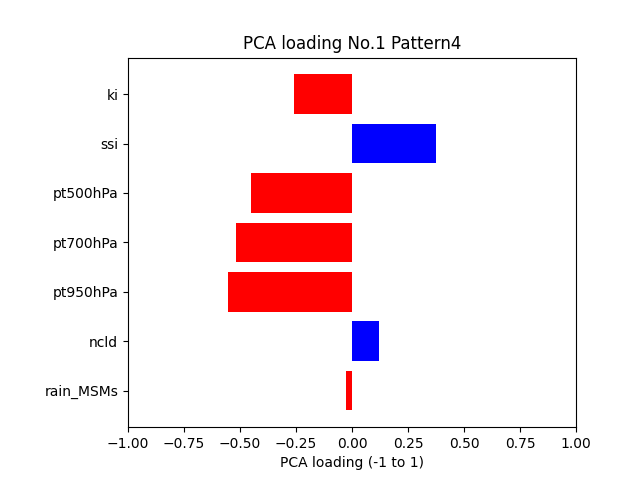 PCA loading No.1 Pattern4
ki
ssi
pt500hPa
pt700hPa
pt950hPa
ncld
rain_MSMs
−1.00 −0.75 −0.50 −0.25 0.00 0.25 0.50 0.75 1.00
PCA loading (-1 to 1)